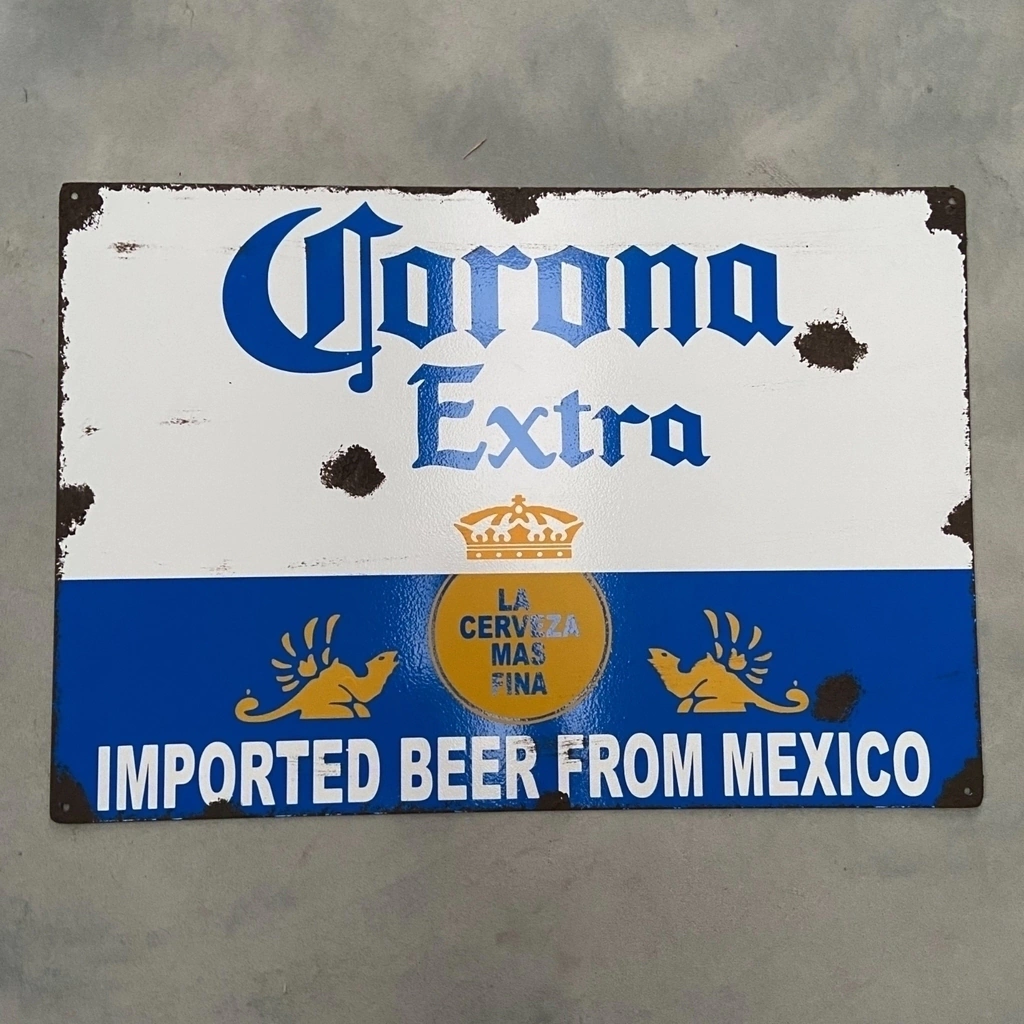 Corona
Extra
LA
CERVEZA
MAS
FINA
IMPORTED BEER FROM MEXICO